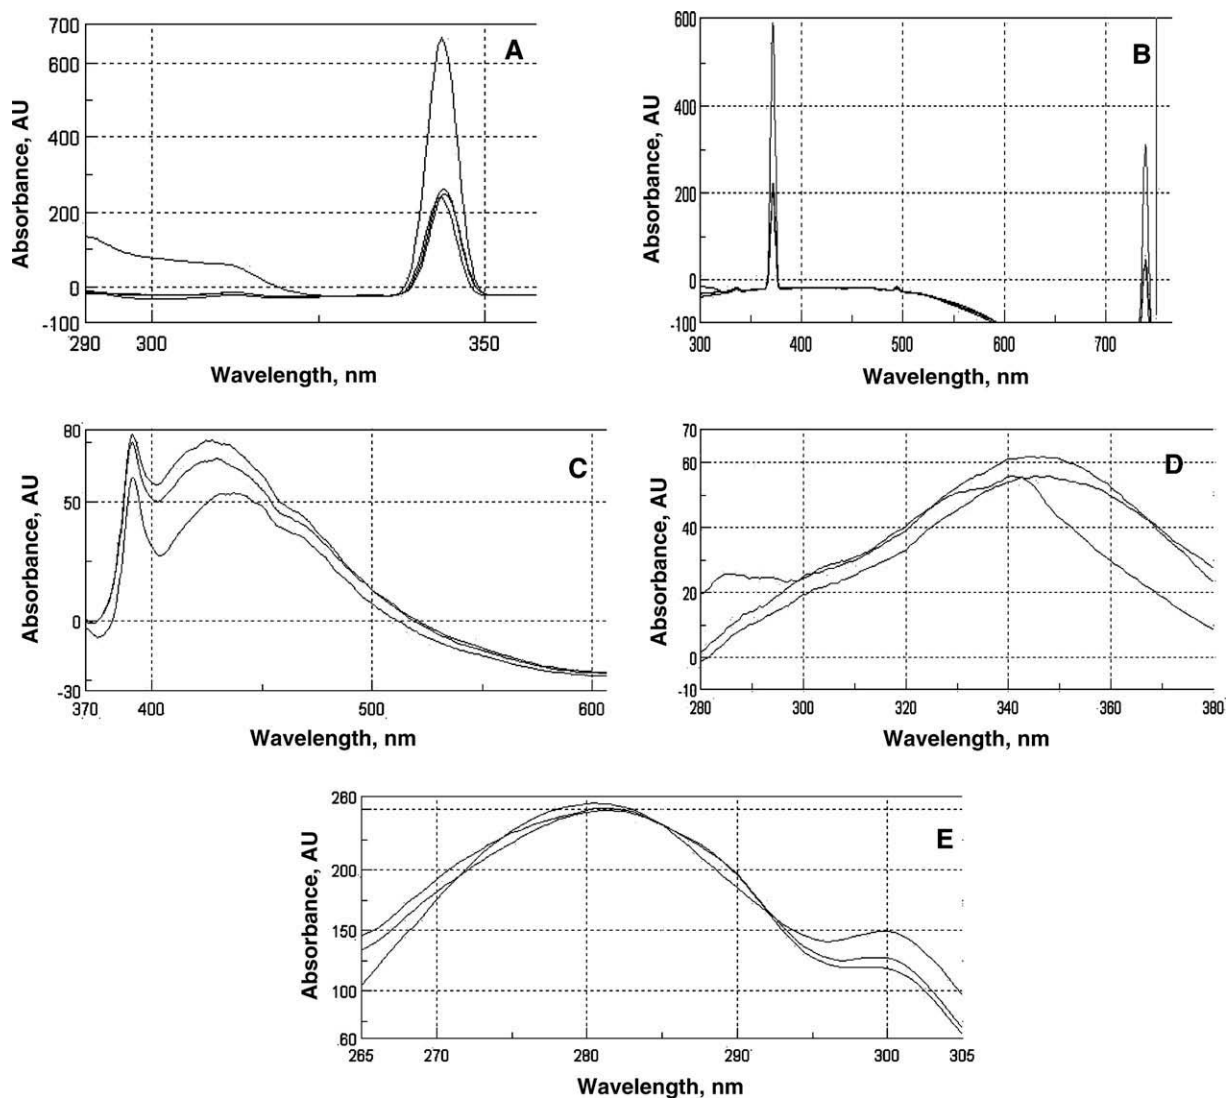 700
600
400
200
0
-100
290 300 350
Absorbance, AU
Wavelength, nm
A
600
400
200
0
-100
300 400 500 600 700
Absorbance, AU
Wavelength, nm
B
80
50
0
-30
370 400 500 600
Absorbance, AU
Wavelength, nm
C
70
60
40
20
0
-10
280 300 320 340 360 380
Absorbance, AU
Wavelength, nm
D
260
200
150
100
60
265 270 280 290 300 305
Absorbance, AU
Wavelength, nm
E